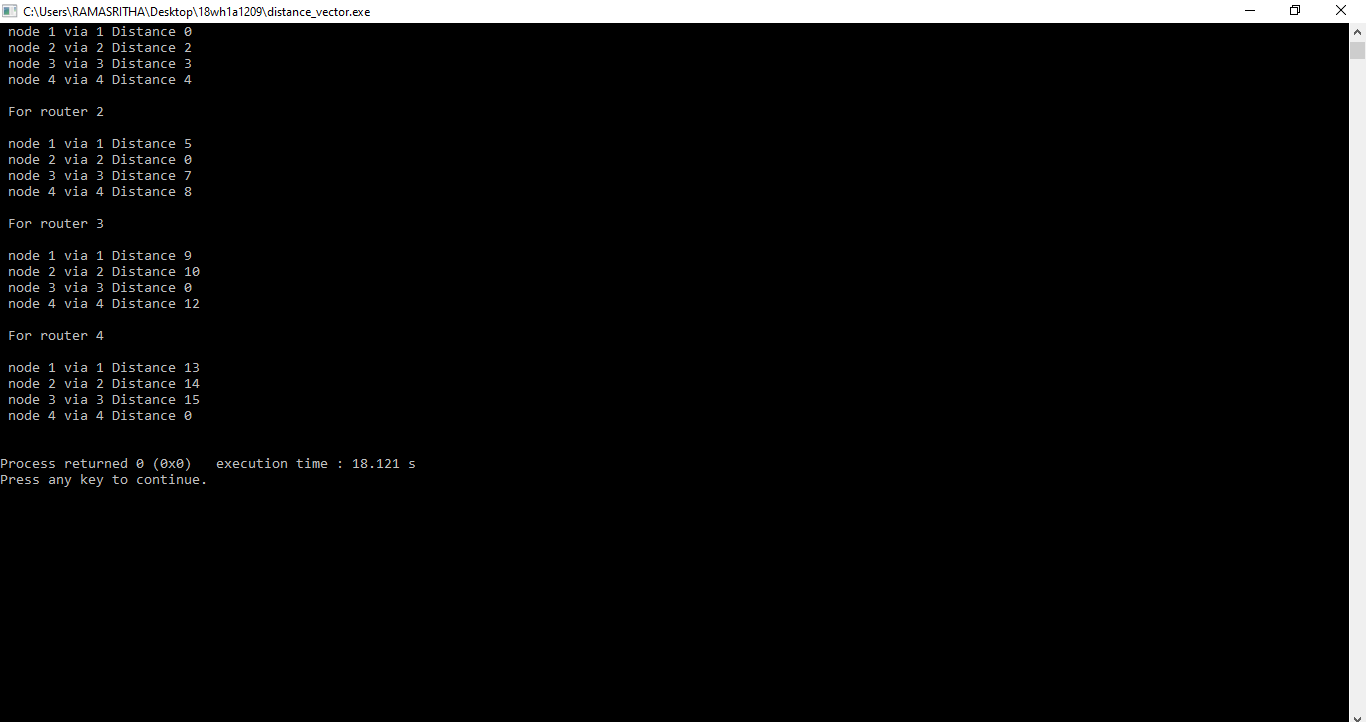 C:\Users\RAMASRITHA\Desktop\18wh1a1209\distance_vector.exe
node 1 via 1 Distance 0
node 2 via 2 Distance 2
node 3 via 3 Distance 3
node 4 via 4 Distance 4
For router 2
node 1 via 1 Distance 5
node 2 via 2 Distance 0
node 3 via 3 Distance 7
node 4 via 4 Distance 8
For router 3
node 1 via 1 Distance 9
node 2 via 2 Distance 10
node 3 via 3 Distance 0
node 4 via 4 Distance 12
For router 4
node 1 via 1 Distance 13
node 2 via 2 Distance 14
node 3 via 3 Distance 15
node 4 via 4 Distance 0
Process returned 0 (0x0)   execution time : 18.121 s
Press any key to continue.